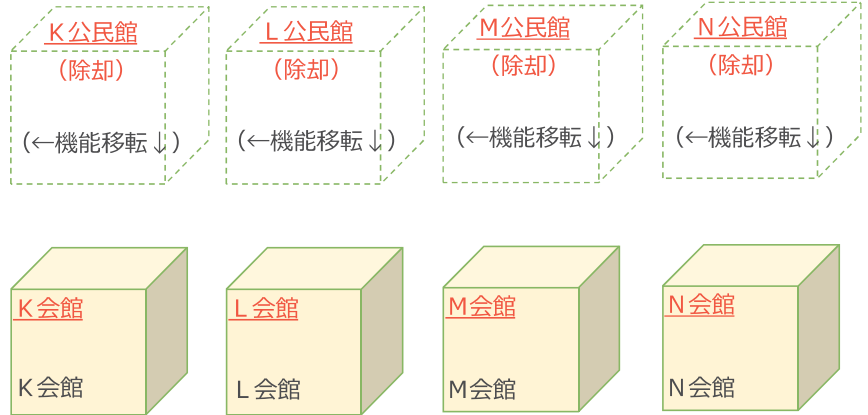 K公民館
(除却)
(←機能移転↓)
L公民館
(除却)
(←機能移転↓)
M公民館
(除却)
(←機能移転↓)
N公民館
(除却)
(←機能移転↓)
K会館
K会館
L会館
L会館
M会館
M会館
N会館
N会館